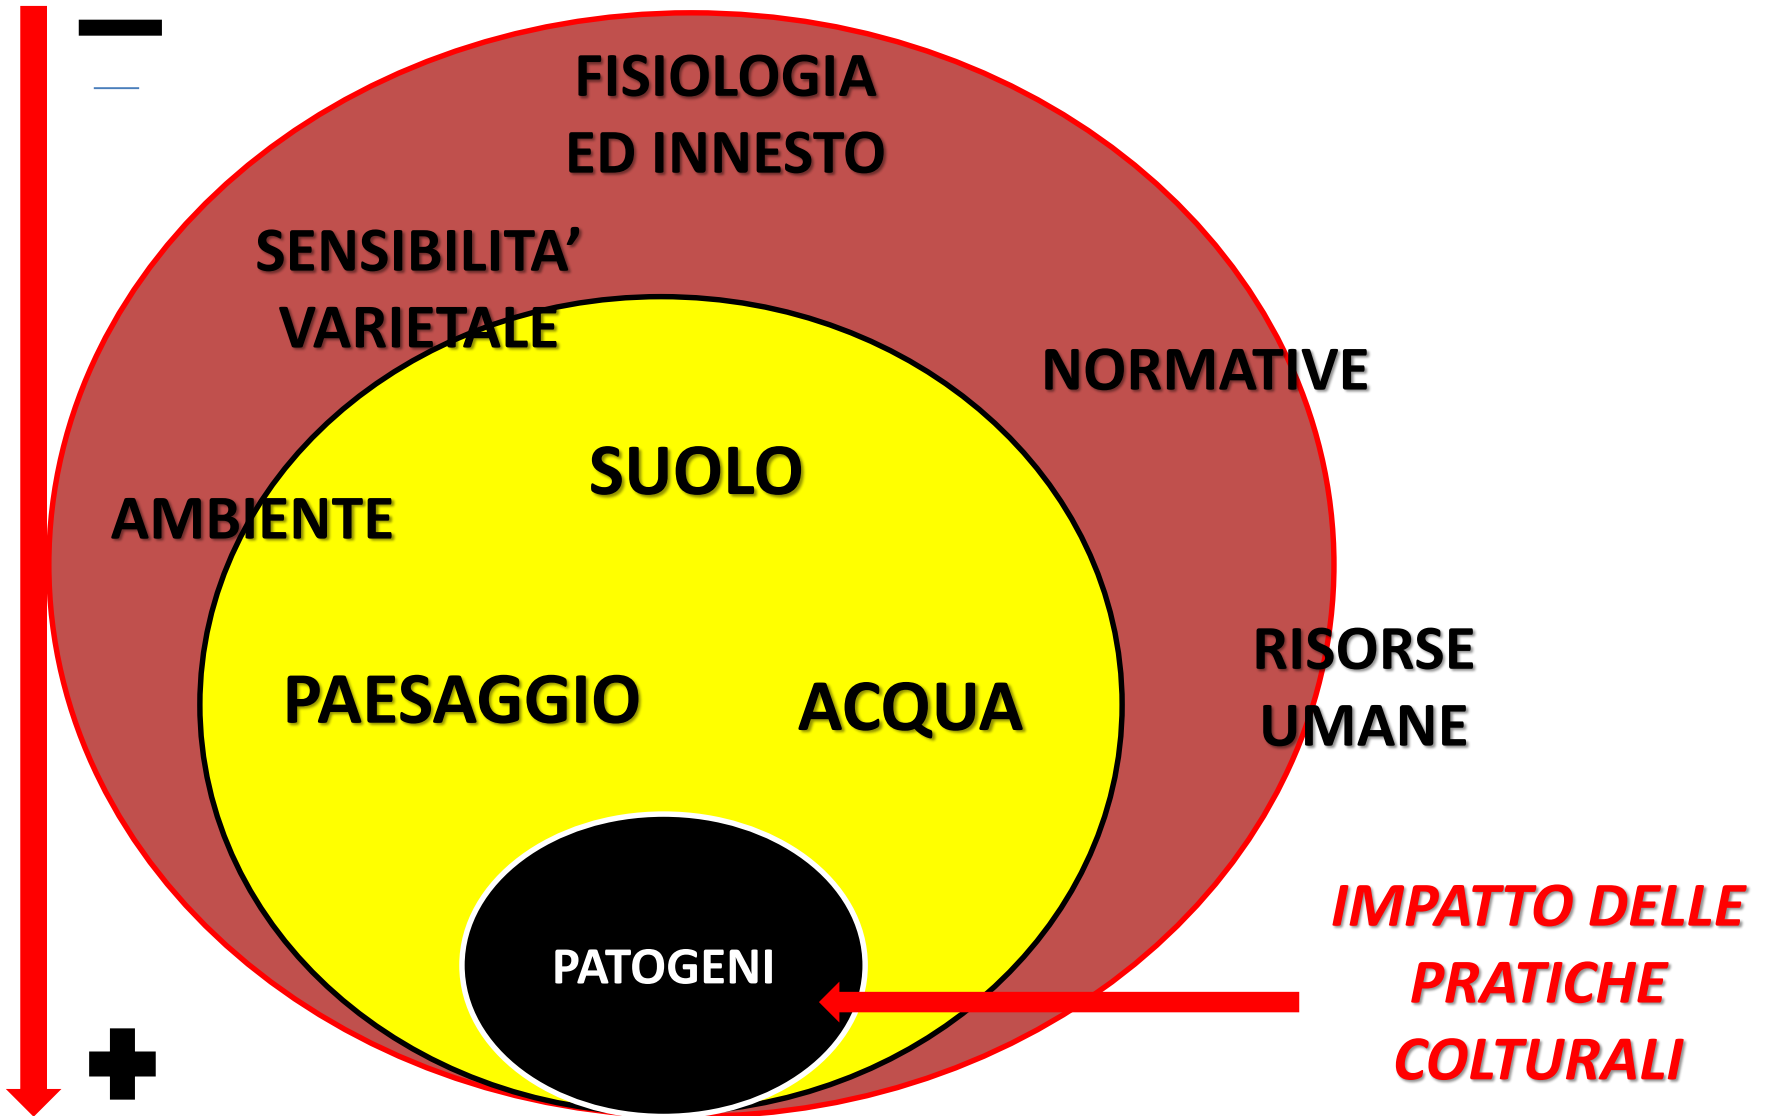 FISIOLOGIA
ED INNESTO
SENSIBILITA’
VARIETALE
NORMATIVE
SUOLO
AMBIENTE
RISORSE
UMANE
PAESAGGIO
ACQUA
PATOGENI
IMPATTO DELLE
PRATICHE
COLTURALI